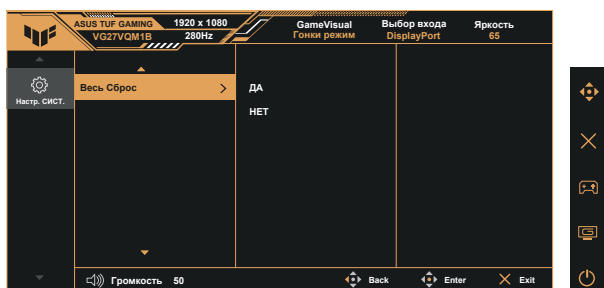 ASUS TUF GAMING 1920 x 1080 GameVisual Выбор входа Яркость
VG27VQM1B 280Hz Гонки режим DisplayPort 65
Настр. СИСТ.
Весь Сброс ДА
НЕТ
Громкость 50 Back Enter Exit